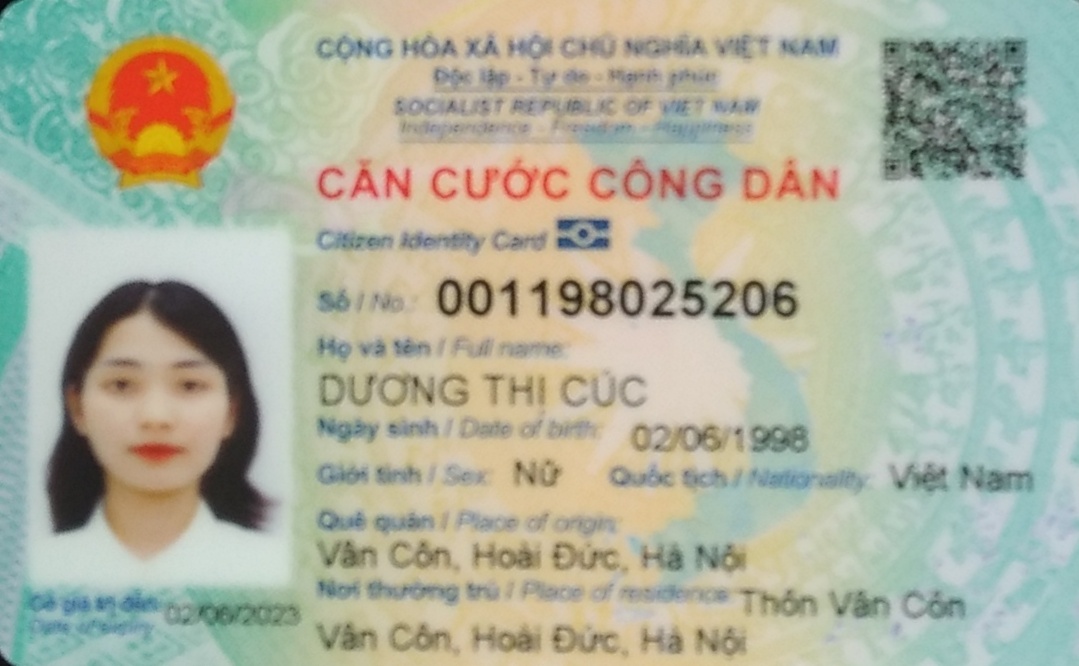 CỘNG HÒA XÃ HỘI CHỦ NGHĨA VIỆT NAM
Độc lập - Tự do - Hạnh phúc
SOCIALIST REPUBLIC OF VIET NAM
Independence - Freedom - Happiness
CĂN CƯỚC CÔNG DÂN
Citizen Identity Card
Số / No.: 001198025206
Họ và tên / Full name:
DƯƠNG THỊ CÚC
Ngày sinh / Date of birth: 02/06/1998
Giới tính / Sex: Nữ Quốc tịch / Nationality: Việt Nam
Quê quán / Place of origin:
Vân Côn, Hoài Đức, Hà Nội
Nơi thường trú / Place of residence: Thôn Vân Côn
Vân Côn, Hoài Đức, Hà Nội
Có giá trị đến: 02/06/2023
Date of expiry